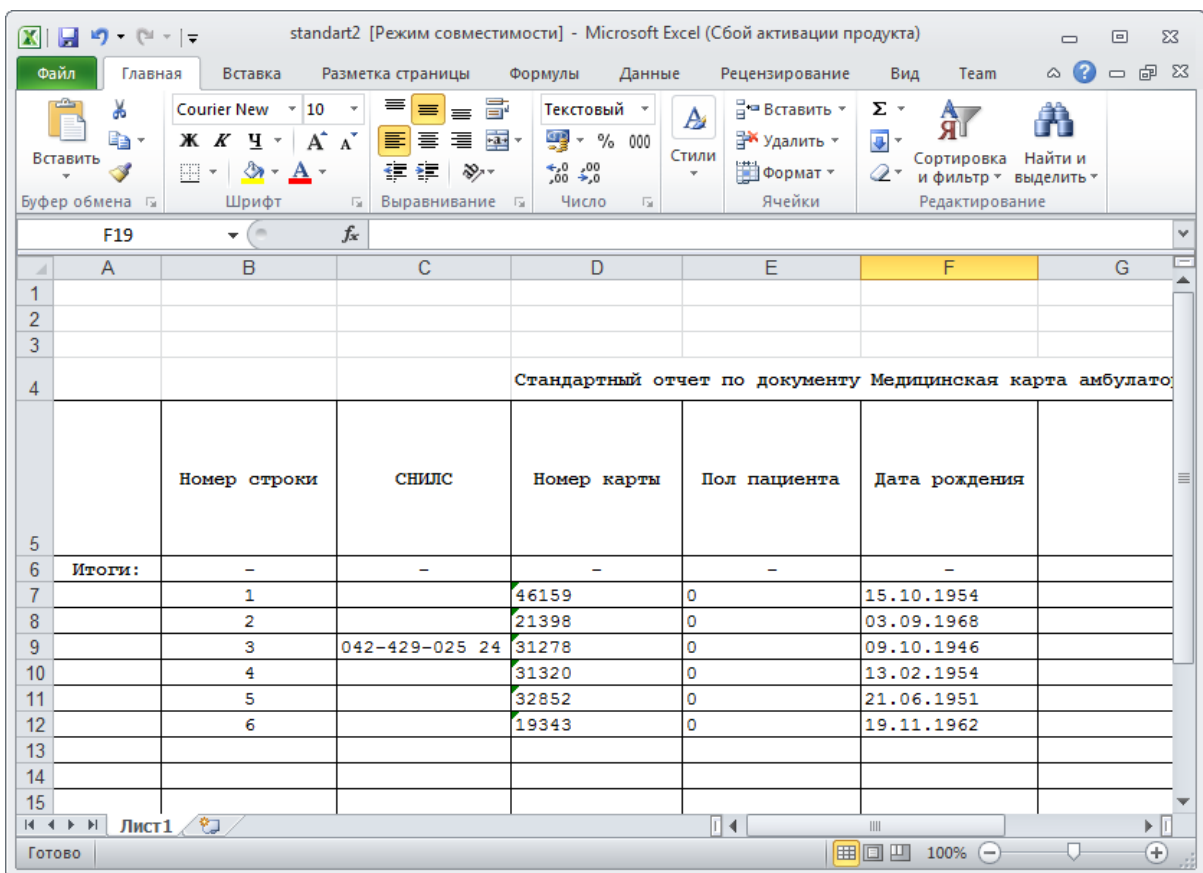 standart2 [Режим совместимости] - Microsoft Excel (Сбой активации продукта)
Файл Главная Вставка Разметка страницы Формулы Данные Рецензирование Вид Team
Courier New 10 Текстовый Вставить Σ
Ж К Ч А А % 000 Удалить
Вставить А ,0 ,00 ,00 ,0 Стили Формат Сортировка и фильтр Найти и выделить
Буфер обмена Шрифт Выравнивание Число Ячейки Редактирование
F19 fx
A B C D E F G
1
2
3
4 Стандартный отчет по документу Медицинская карта амбулато
5 Номер строки СНИЛС Номер карты Пол пациента Дата рождения
6 Итоги: – – – – –
7 1 46159 0 15.10.1954
8 2 21398 0 03.09.1968
9 3 042-429-025 24 31278 0 09.10.1946
10 4 31320 0 13.02.1954
11 5 32852 0 21.06.1951
12 6 19343 0 19.11.1962
13
14
15
Лист1
Готово 100%